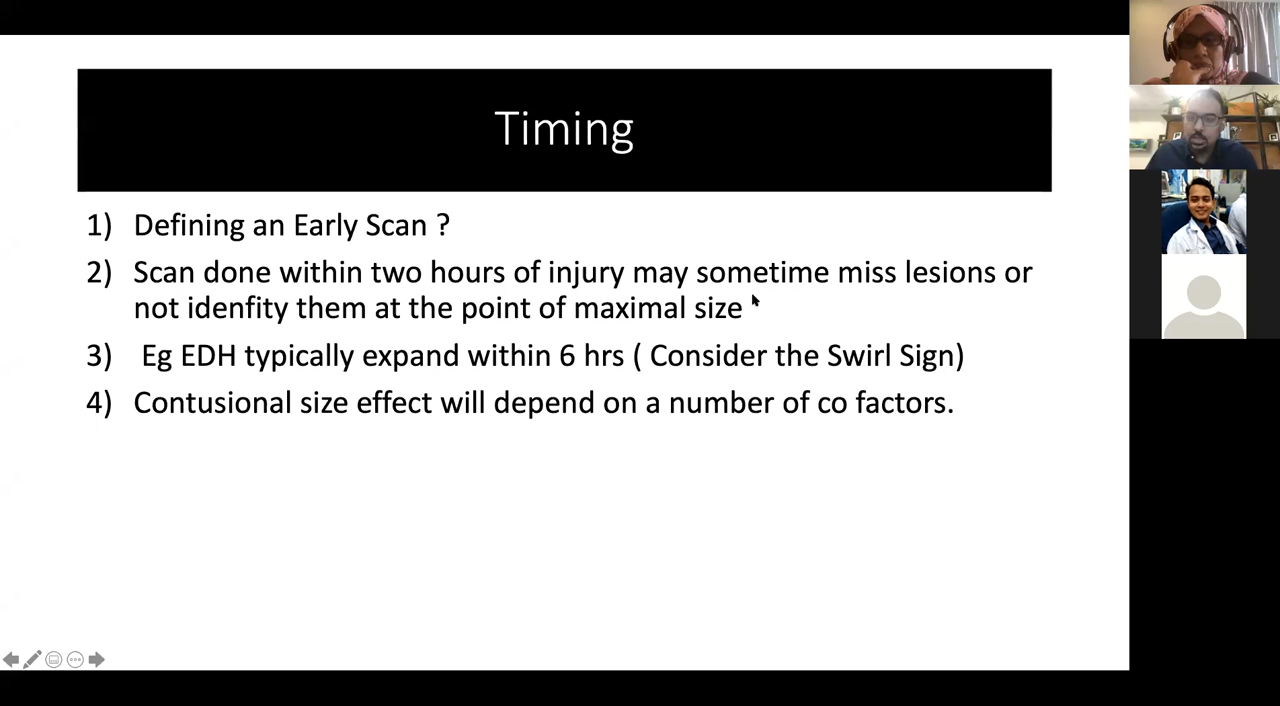 Timing
1) Defining an Early Scan ?
2) Scan done within two hours of injury may sometime miss lesions or
not idenfity them at the point of maximal size
3) Eg EDH typically expand within 6 hrs ( Consider the Swirl Sign)
4) Contusional size effect will depend on a number of co factors.